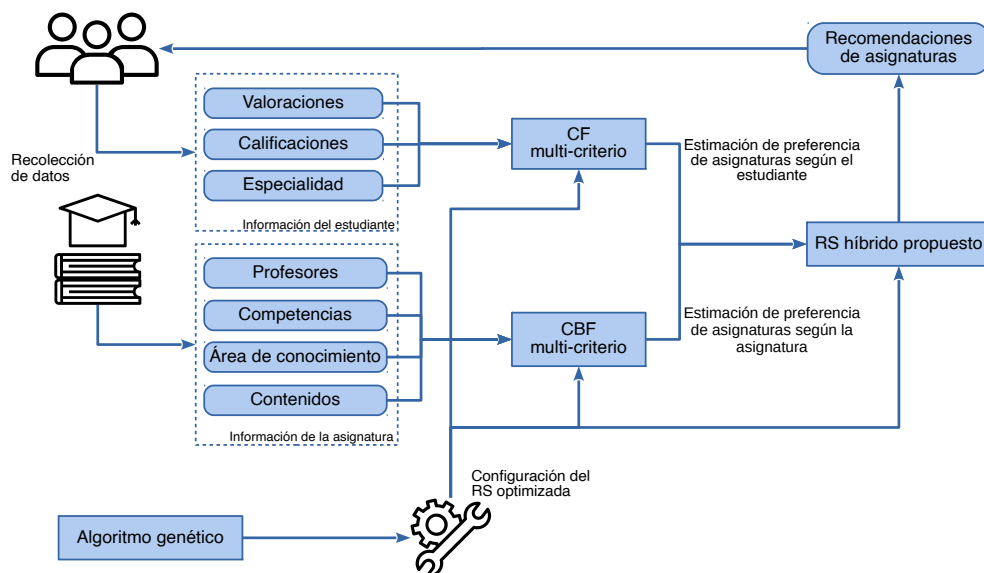 Recomendaciones
de asignaturas
Valoraciones
Calificaciones
Especialidad
Información del estudiante
Recolección
de datos
CF
multi-criterio
Estimación de preferencia
de asignaturas según el
estudiante
RS híbrido propuesto
Profesores
Competencias
Área de conocimiento
Contenidos
Información de la asignatura
CBF
multi-criterio
Estimación de preferencia
de asignaturas según la
asignatura
Configuración del
RS optimizada
Algoritmo genético